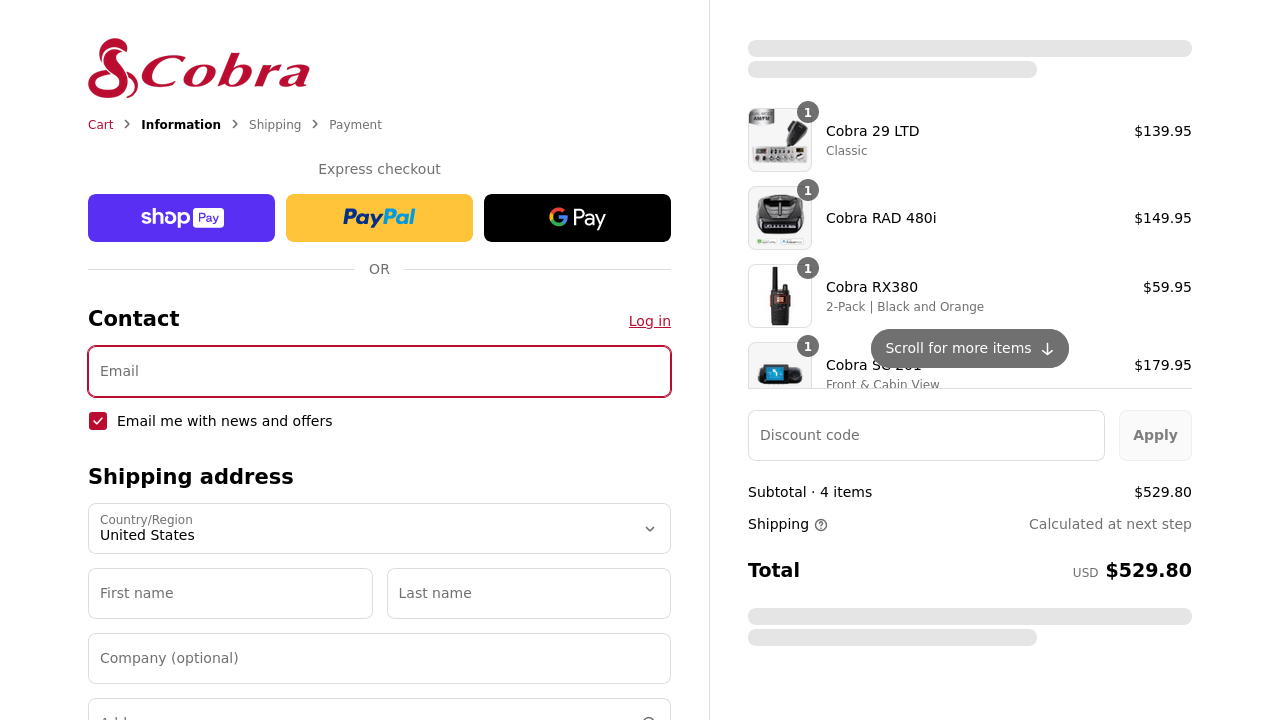 Cobra
Cart > Information > Shipping > Payment
Express checkout
shop Pay
PayPal
G Pay
OR
Contact
Log in
Email
Email me with news and offers
Shipping address
Country/Region
United States
First name
Last name
Company (optional)
1
Cobra 29 LTD
$139.95
Classic
1
Cobra RAD 480i
$149.95
1
Cobra RX380
$59.95
2-Pack | Black and Orange
Scroll for more items
1
Cobra
$179.95
Front & Cabin View
Discount code
Apply
Subtotal · 4 items
$529.80
Shipping
Calculated at next step
Total
USD $529.80